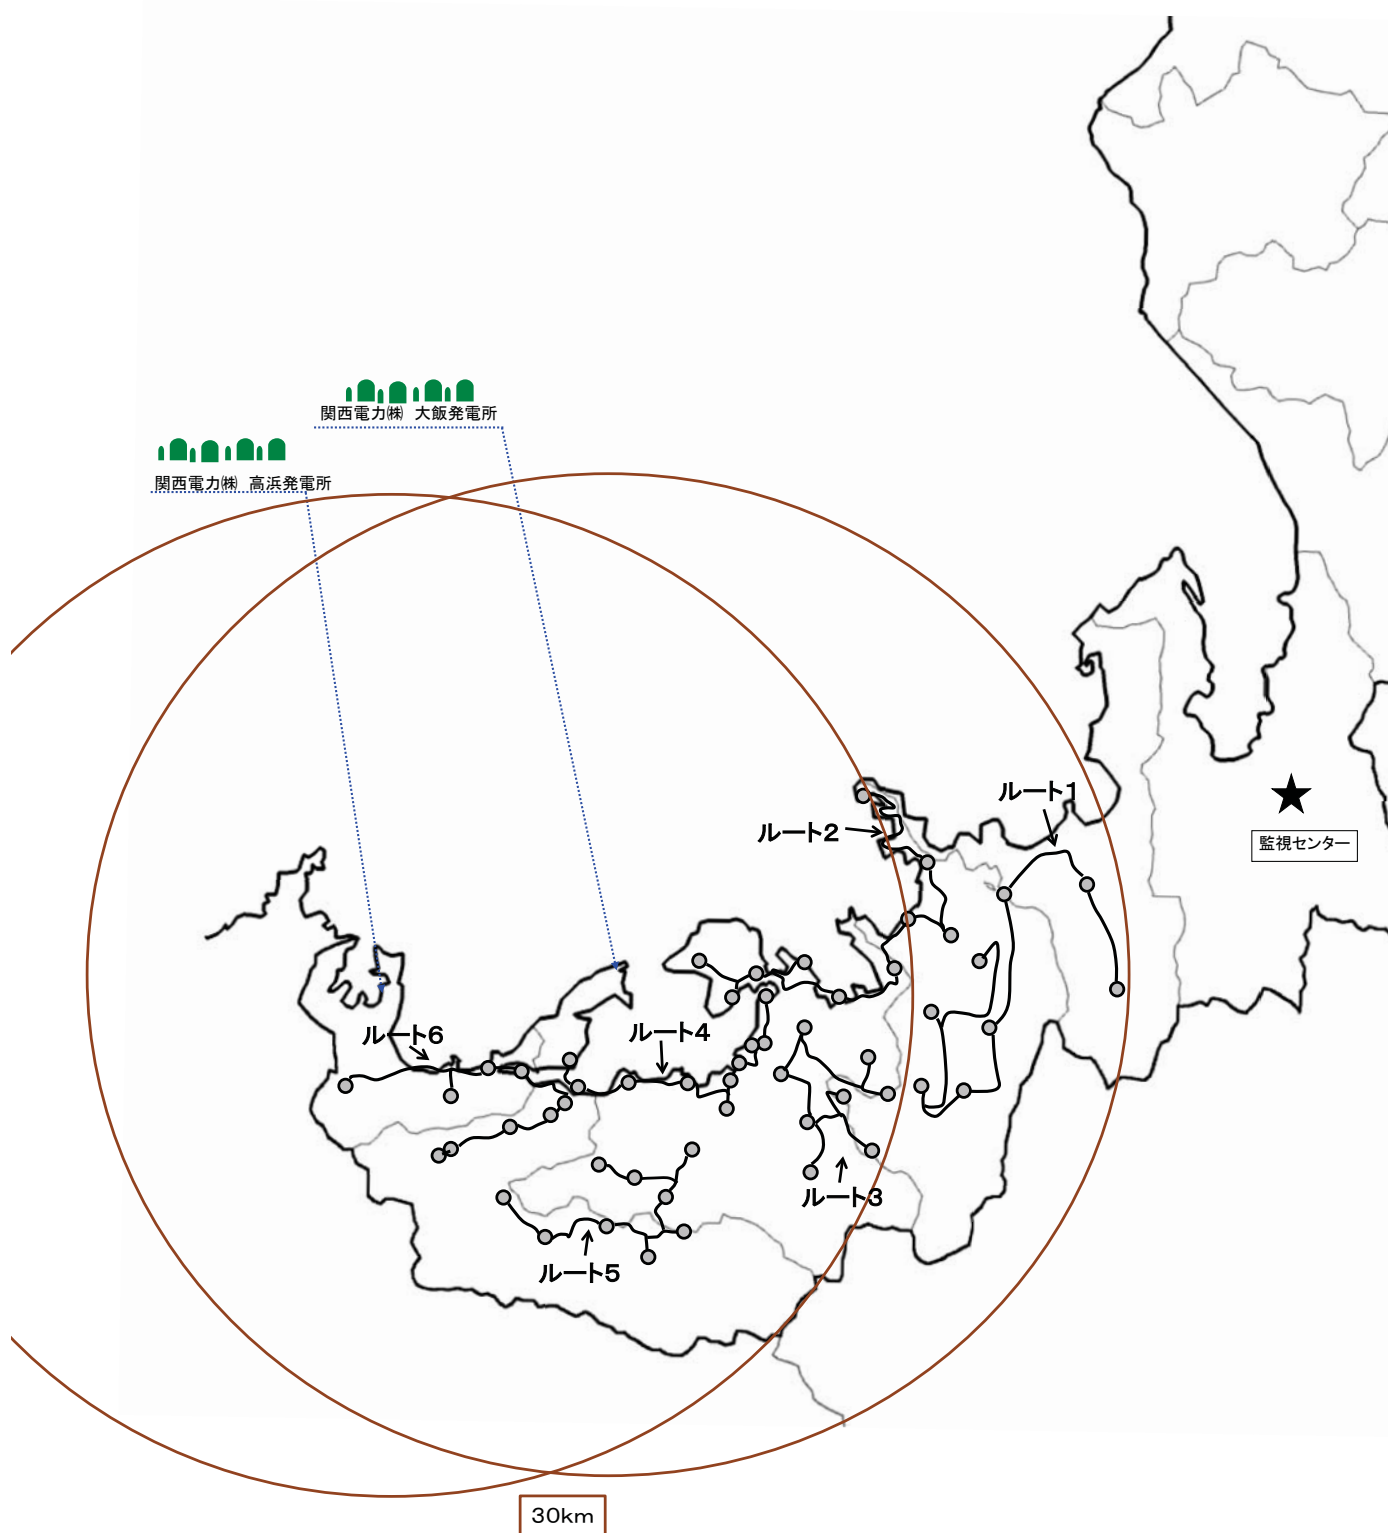 関西電力㈱ 大飯発電所
関西電力㈱ 高浜発電所
ルート1
ルート2
監視センター
ルート6
ルート4
ルート3
ルート5
30km